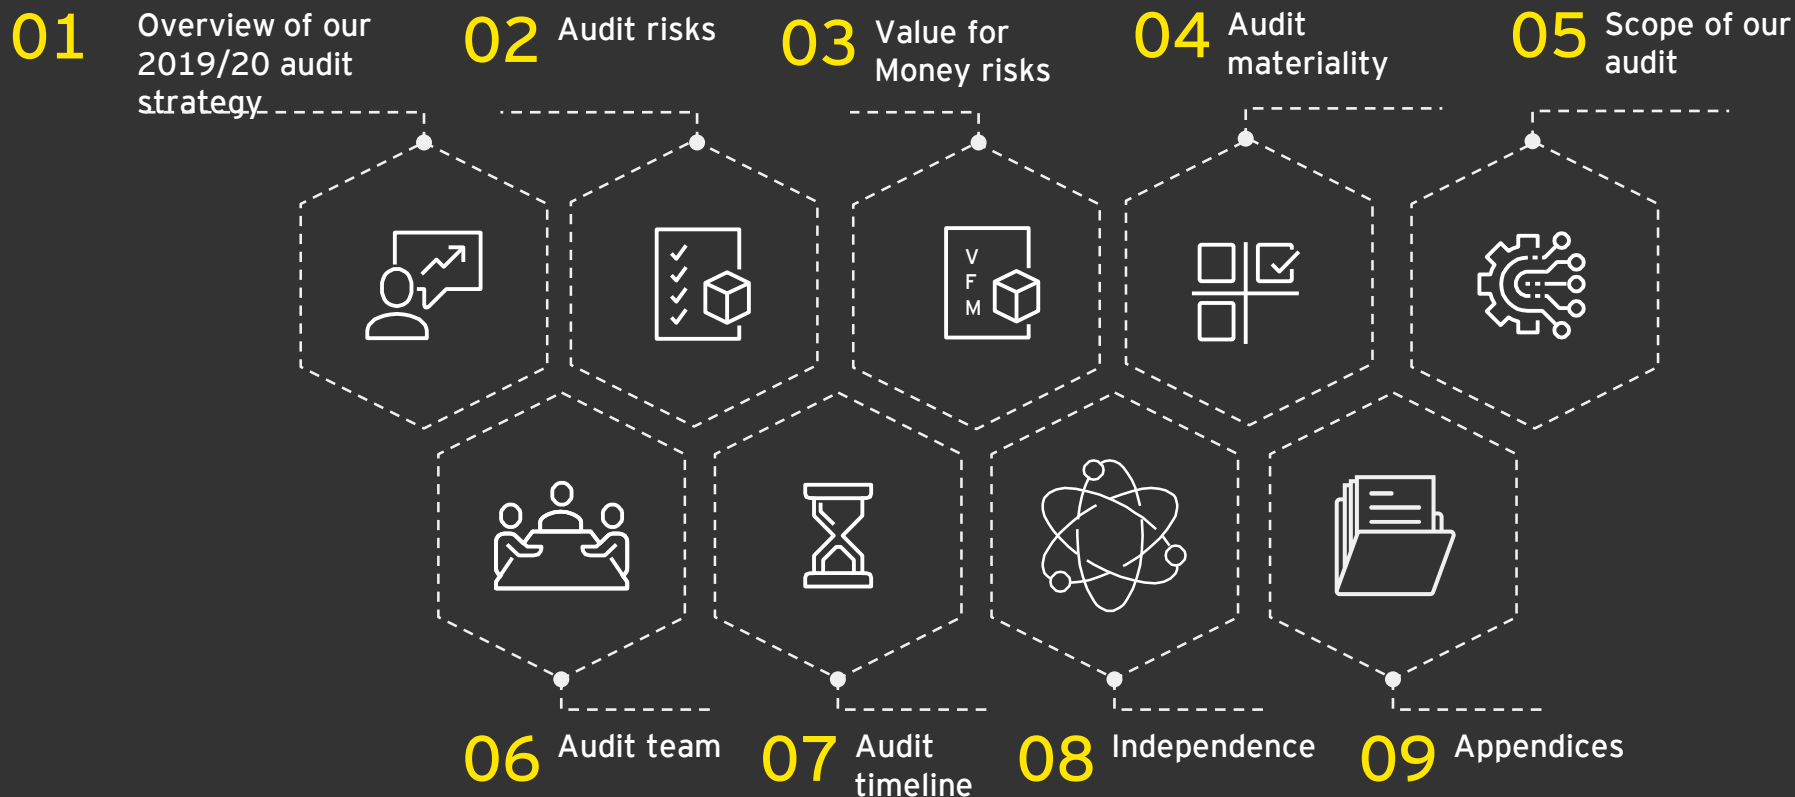 01 Overview of our
2019/20 audit
strategy
02 Audit risks
03 Value for
Money risks
04 Audit
materiality
05 Scope of our
audit
V
F
M
06 Audit team
07 Audit
timeline
08 Independence
09 Appendices